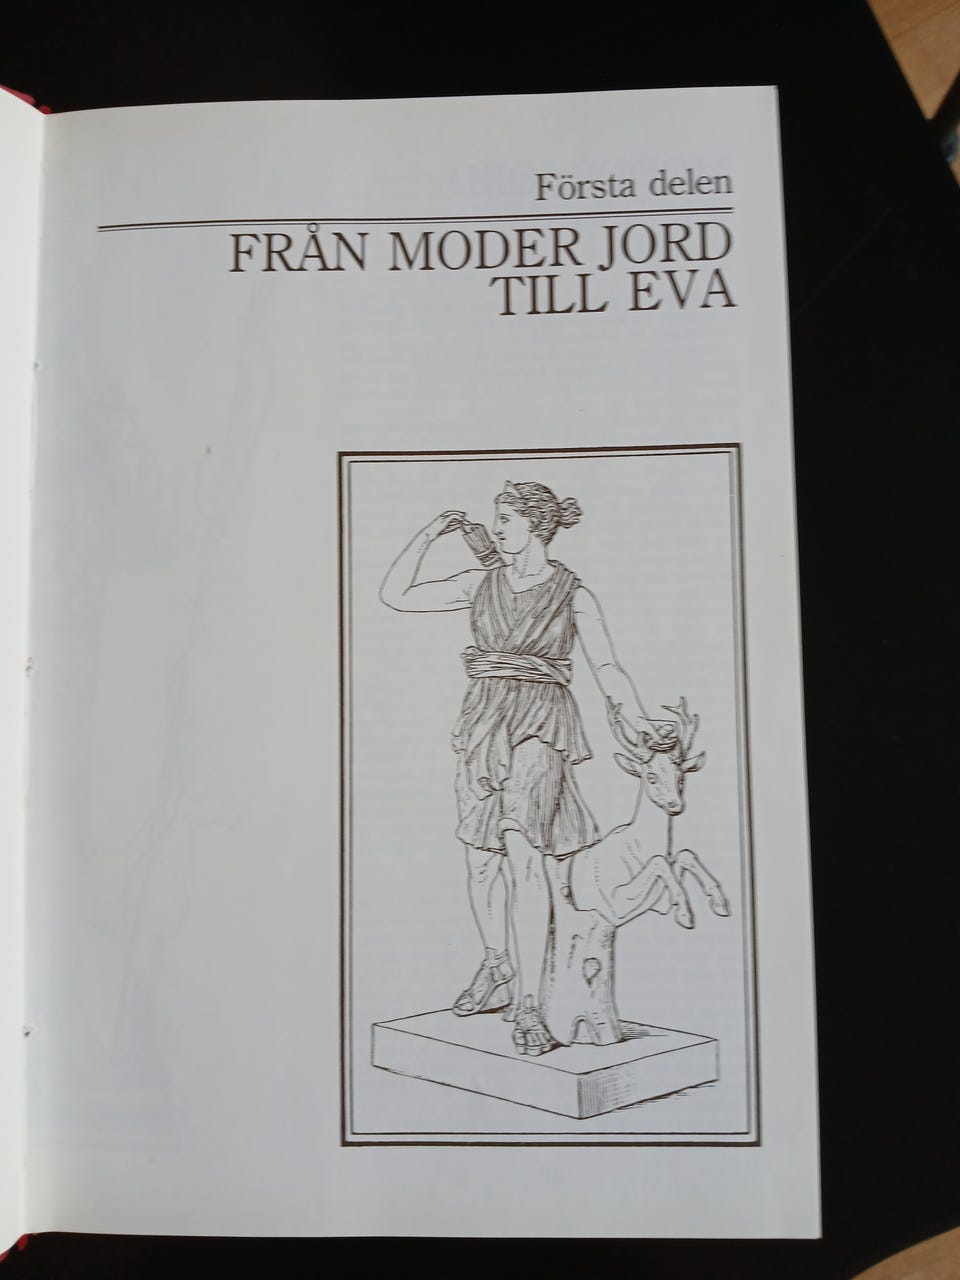 Första delen
FRÅN MODER JORD
TILL EVA